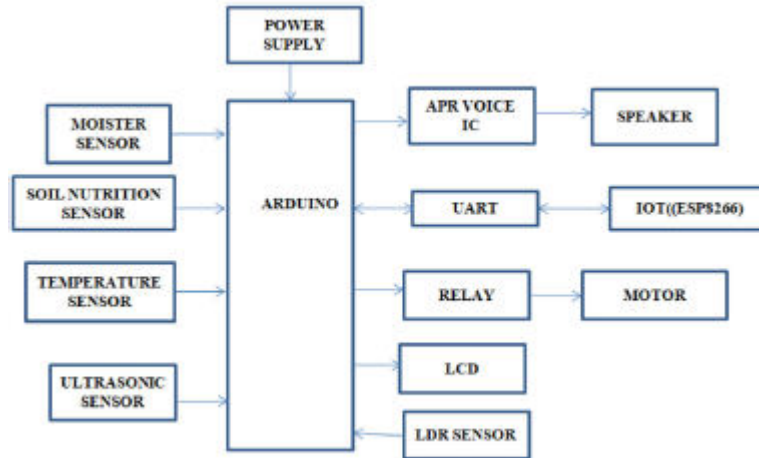 POWER
SUPPLY
MOISTER
SENSOR
SOIL NUTRITION
SENSOR
TEMPERATURE
SENSOR
ULTRASONIC
SENSOR
ARDUINO
APR VOICE
IC
SPEAKER
UART
IOT((ESP8266)
RELAY
MOTOR
LCD
LDR SENSOR